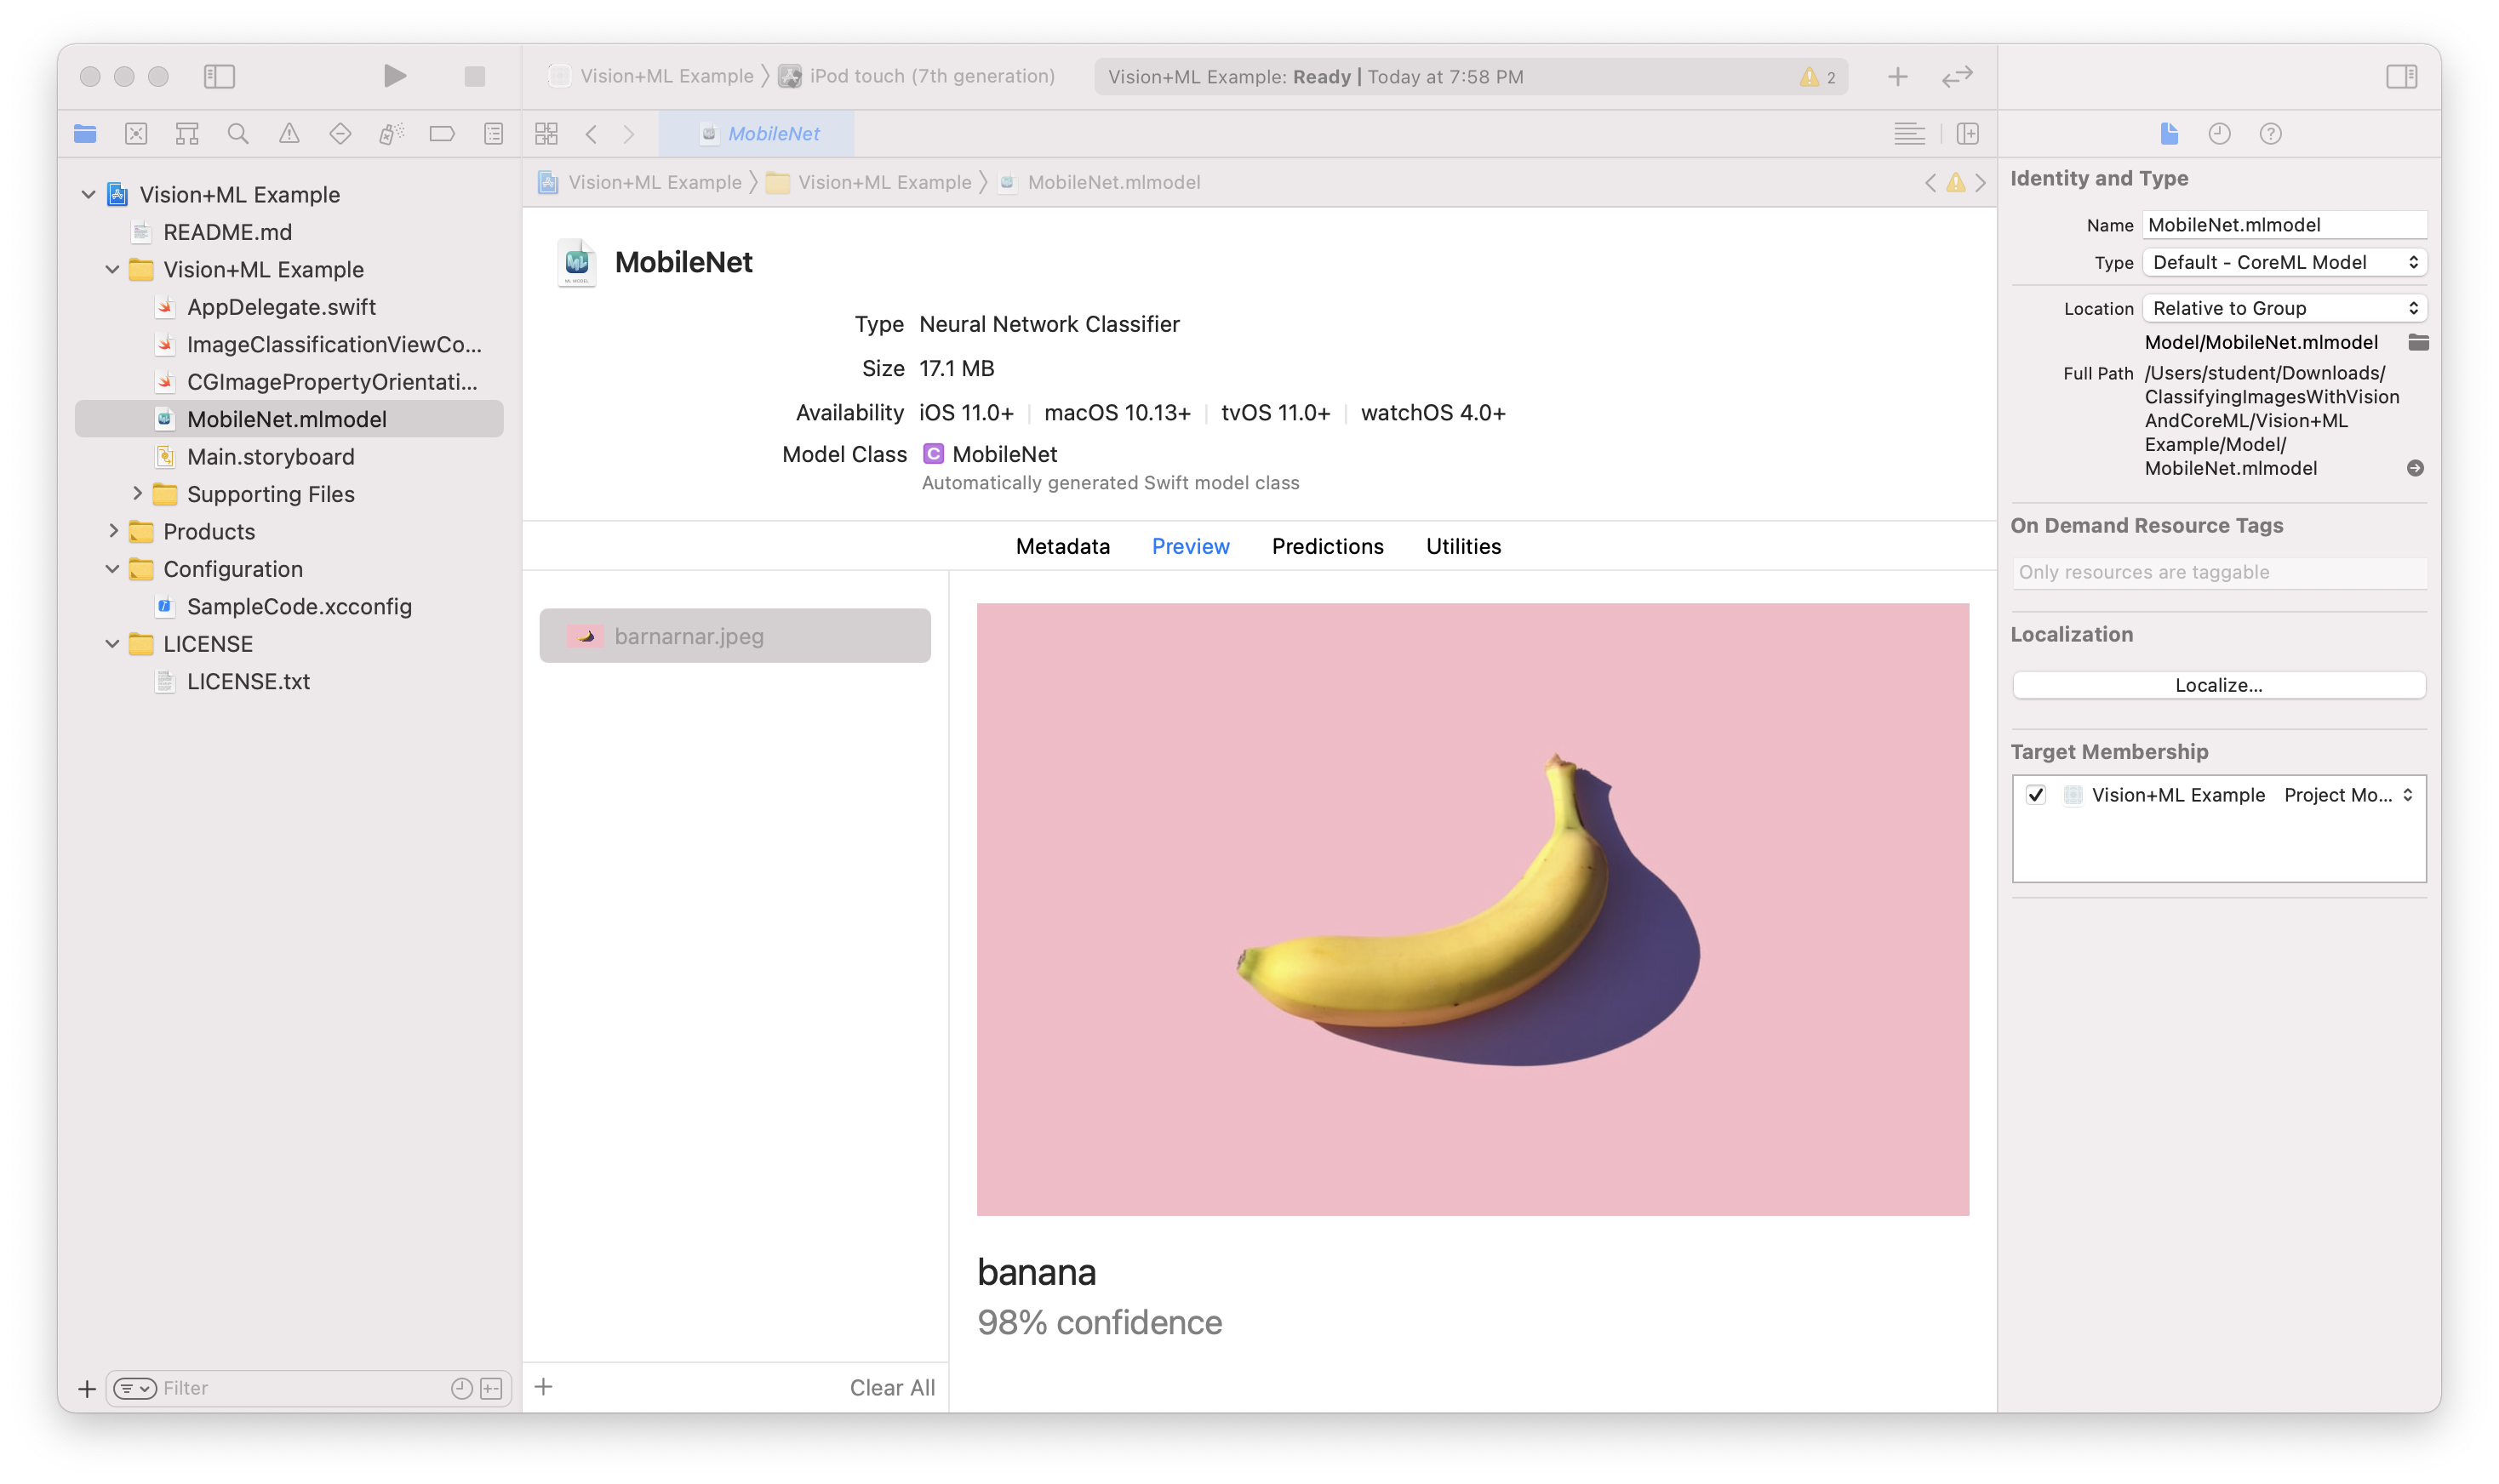 Vision+ML Example
iPod touch (7th generation)
Vision+ML Example: Ready | Today at 7:58 PM
2
MobileNet
Vision+ML Example
README.md
Vision+ML Example
AppDelegate.swift
ImageClassificationViewCo...
CGImagePropertyOrientati...
MobileNet.mlmodel
Main.storyboard
Supporting Files
Products
Configuration
SampleCode.xcconfig
LICENSE
LICENSE.txt
Filter
Vision+ML Example
Vision+ML Example
MobileNet.mlmodel
ML
ML MODEL
MobileNet
Type Neural Network Classifier
Size 17.1 MB
Availability iOS 11.0+ macOS 10.13+ tvOS 11.0+ watchOS 4.0+
Model Class C MobileNet
Automatically generated Swift model class
Metadata Preview Predictions Utilities
barnarnar.jpeg
banana
98% confidence
Clear All
Identity and Type
Name MobileNet.mlmodel
Type Default - CoreML Model
Location Relative to Group
Model/MobileNet.mlmodel
Full Path /Users/student/Downloads/
ClassifyingImagesWithVision
AndCoreML/Vision+ML
Example/Model/
MobileNet.mlmodel
On Demand Resource Tags
Only resources are taggable
Localization
Localize...
Target Membership
Vision+ML Example Project Mo...